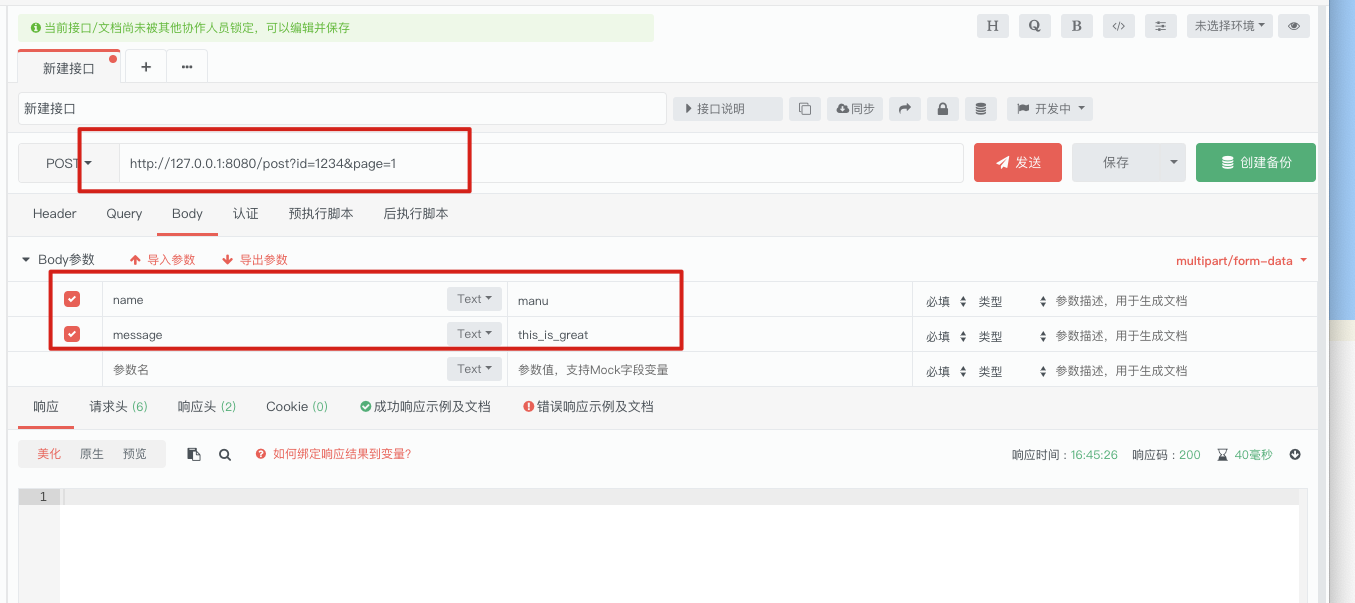 当前接口/文档尚未被其他协作人员锁定，可以编辑并保存
H Q B </> 未选择环境
新建接口 + •••
新建接口 接口说明 同步 开发中
POST http://127.0.0.1:8080/post?id=1234&page=1 发送 保存 创建备份
Header Query Body 认证 预执行脚本 后执行脚本
Body参数 导入参数 导出参数 multipart/form-data
name Text manu 必填 类型 参数描述，用于生成文档
message Text this_is_great 必填 类型 参数描述，用于生成文档
参数名 Text 参数值，支持Mock字段变量 必填 类型 参数描述，用于生成文档
响应 请求头 (6) 响应头 (2) Cookie (0) 成功响应示例及文档 错误响应示例及文档
美化 原生 预览 如何绑定响应结果到变量? 响应时间：16:45:26 响应码：200 40毫秒
1